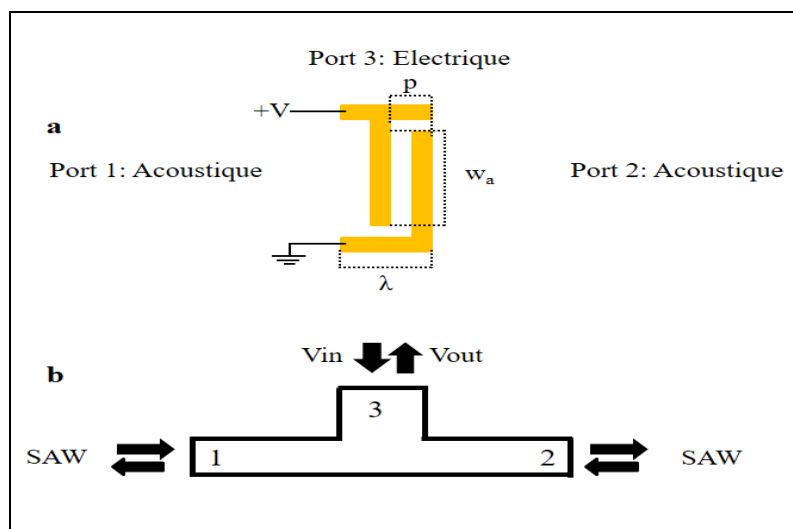 Port 3: Electrique
p
+V
a
Port 1: Acoustique
wa
Port 2: Acoustique
λ
Vin
Vout
b
3
SAW
1
2
SAW